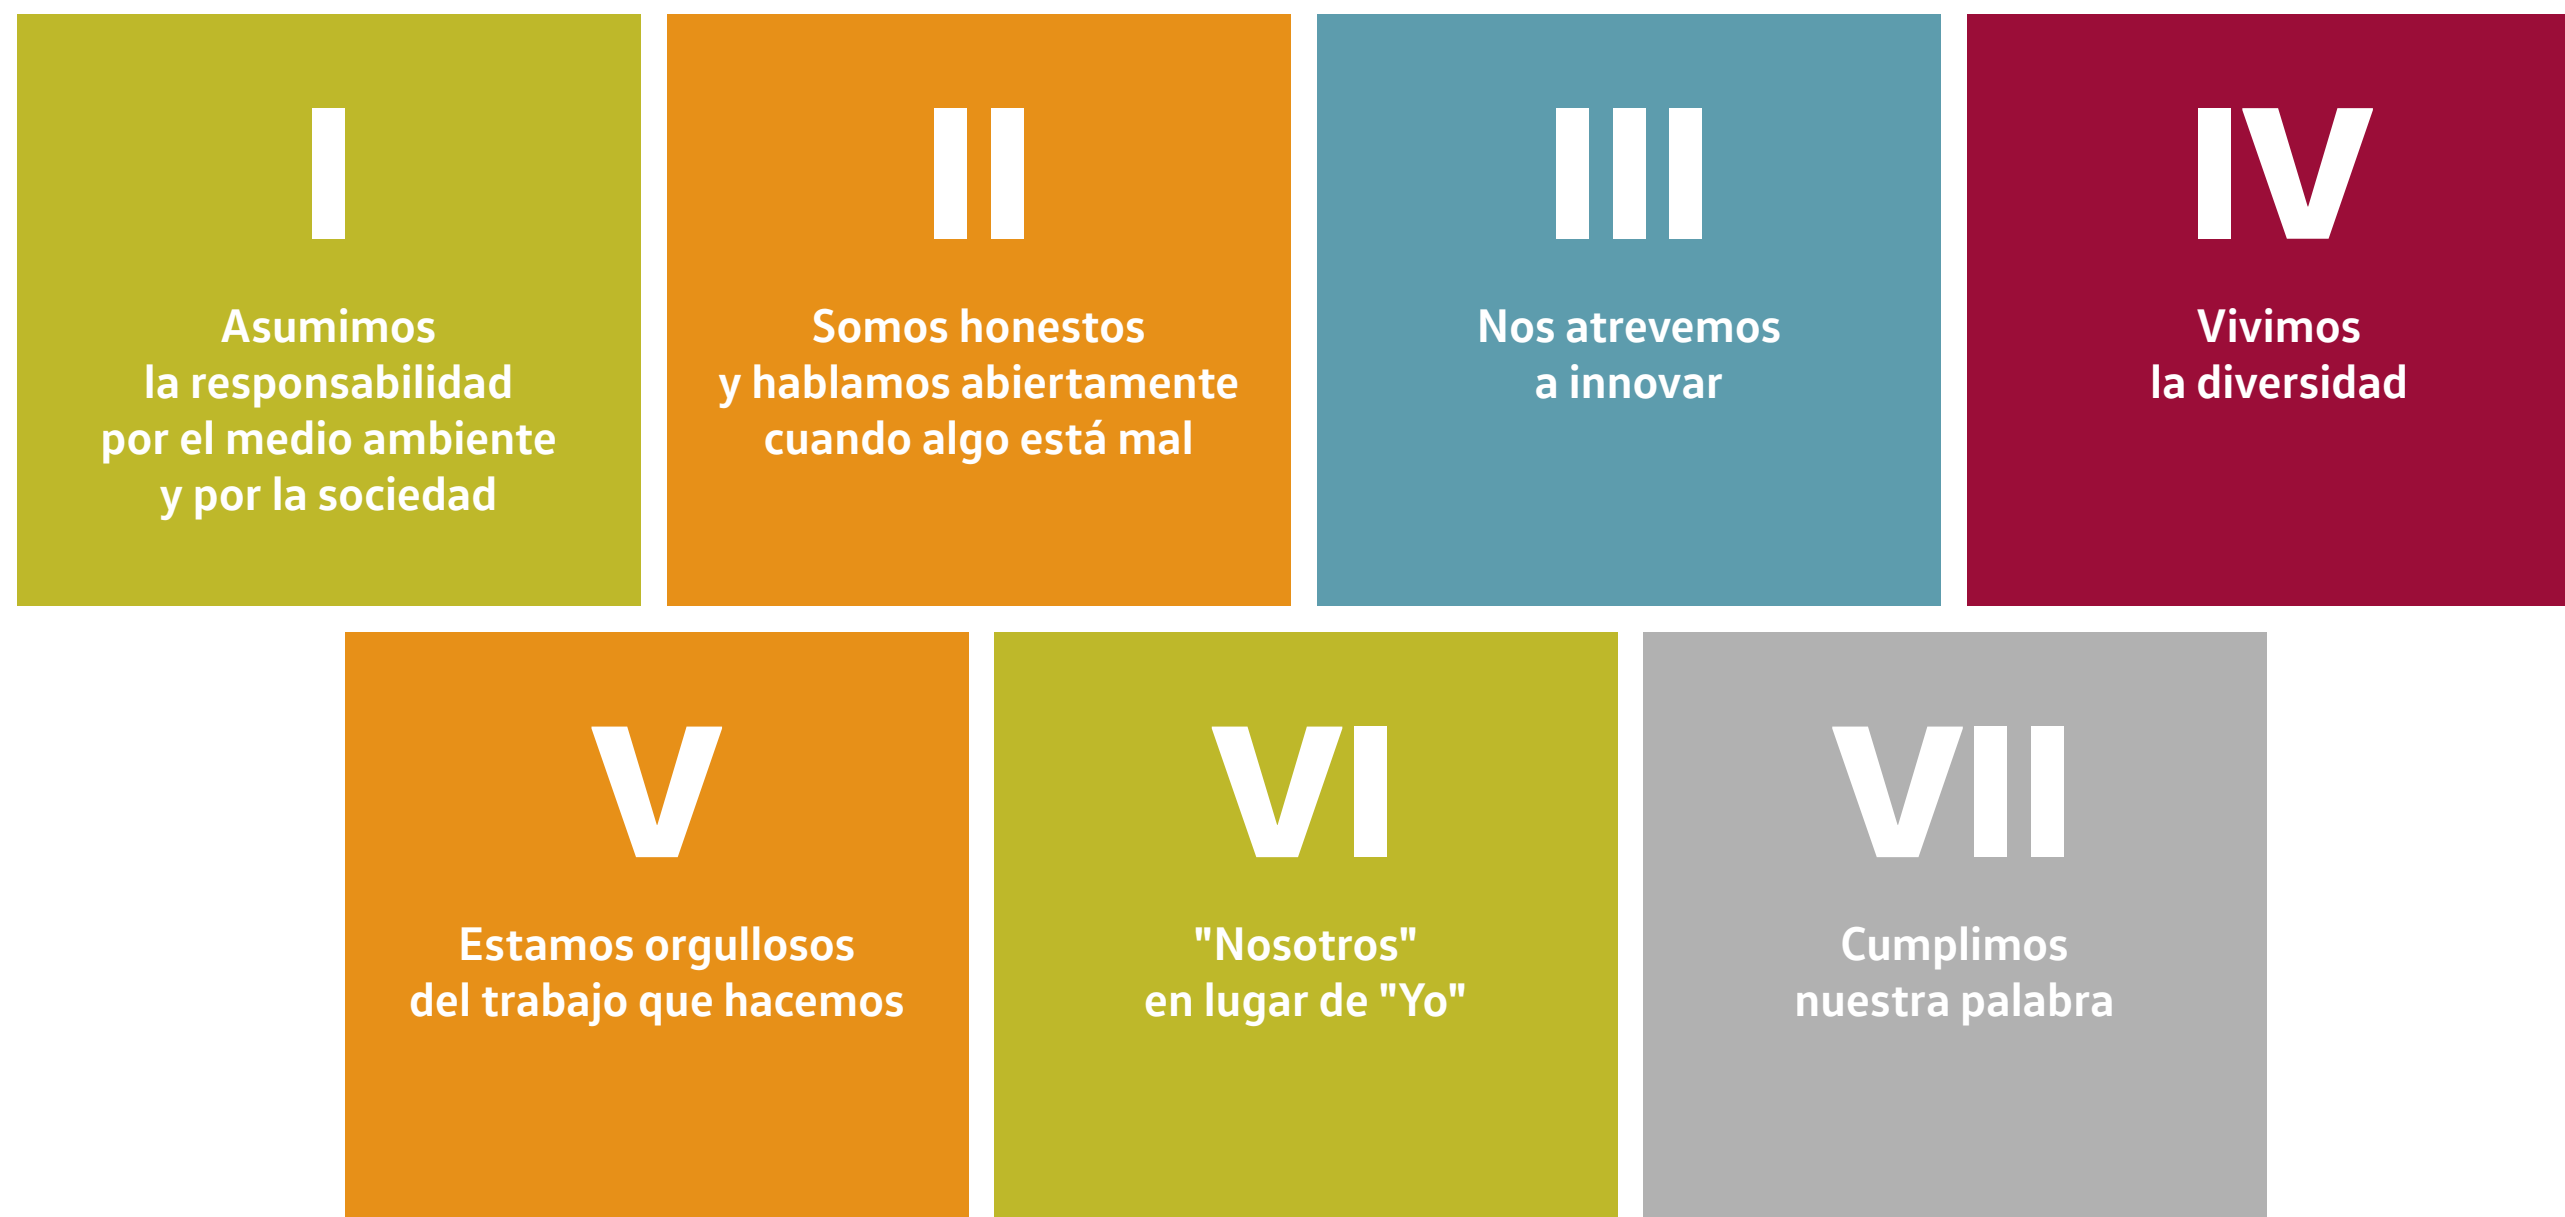 I
Asumimos
la responsabilidad
por el medio ambiente
y por la sociedad
II
Somos honestos
y hablamos abiertamente
cuando algo está mal
III
Nos atrevemos
a innovar
IV
Vivimos
la diversidad
V
Estamos orgullosos
del trabajo que hacemos
VI
"Nosotros"
en lugar de "Yo"
VII
Cumplimos
nuestra palabra